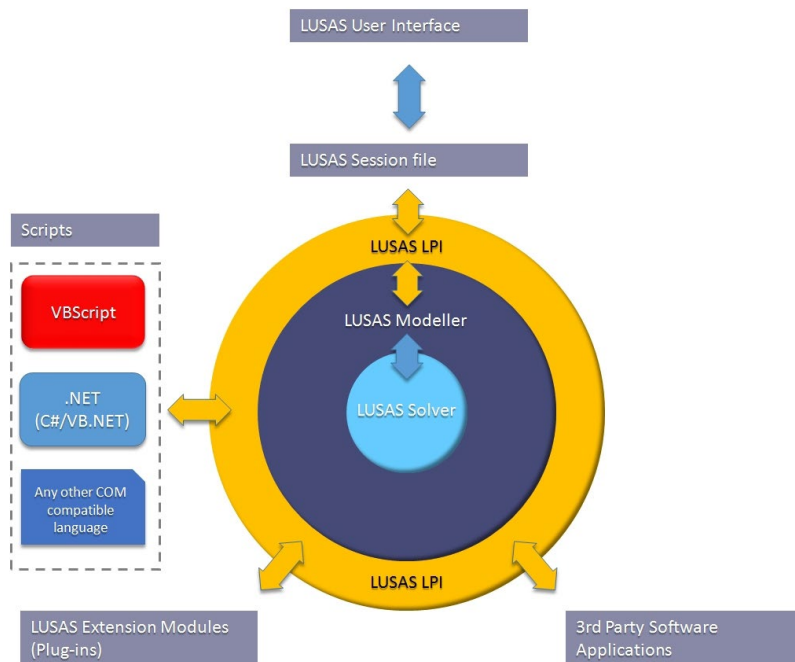 LUSAS User Interface
LUSAS Session file
Scripts
LUSAS LPI
VBScript
LUSAS Modeller
.NET
(C#/VB.NET)
LUSAS Solver
Any other COM
compatible
language
LUSAS LPI
LUSAS Extension Modules
(Plug-ins)
3rd Party Software
Applications